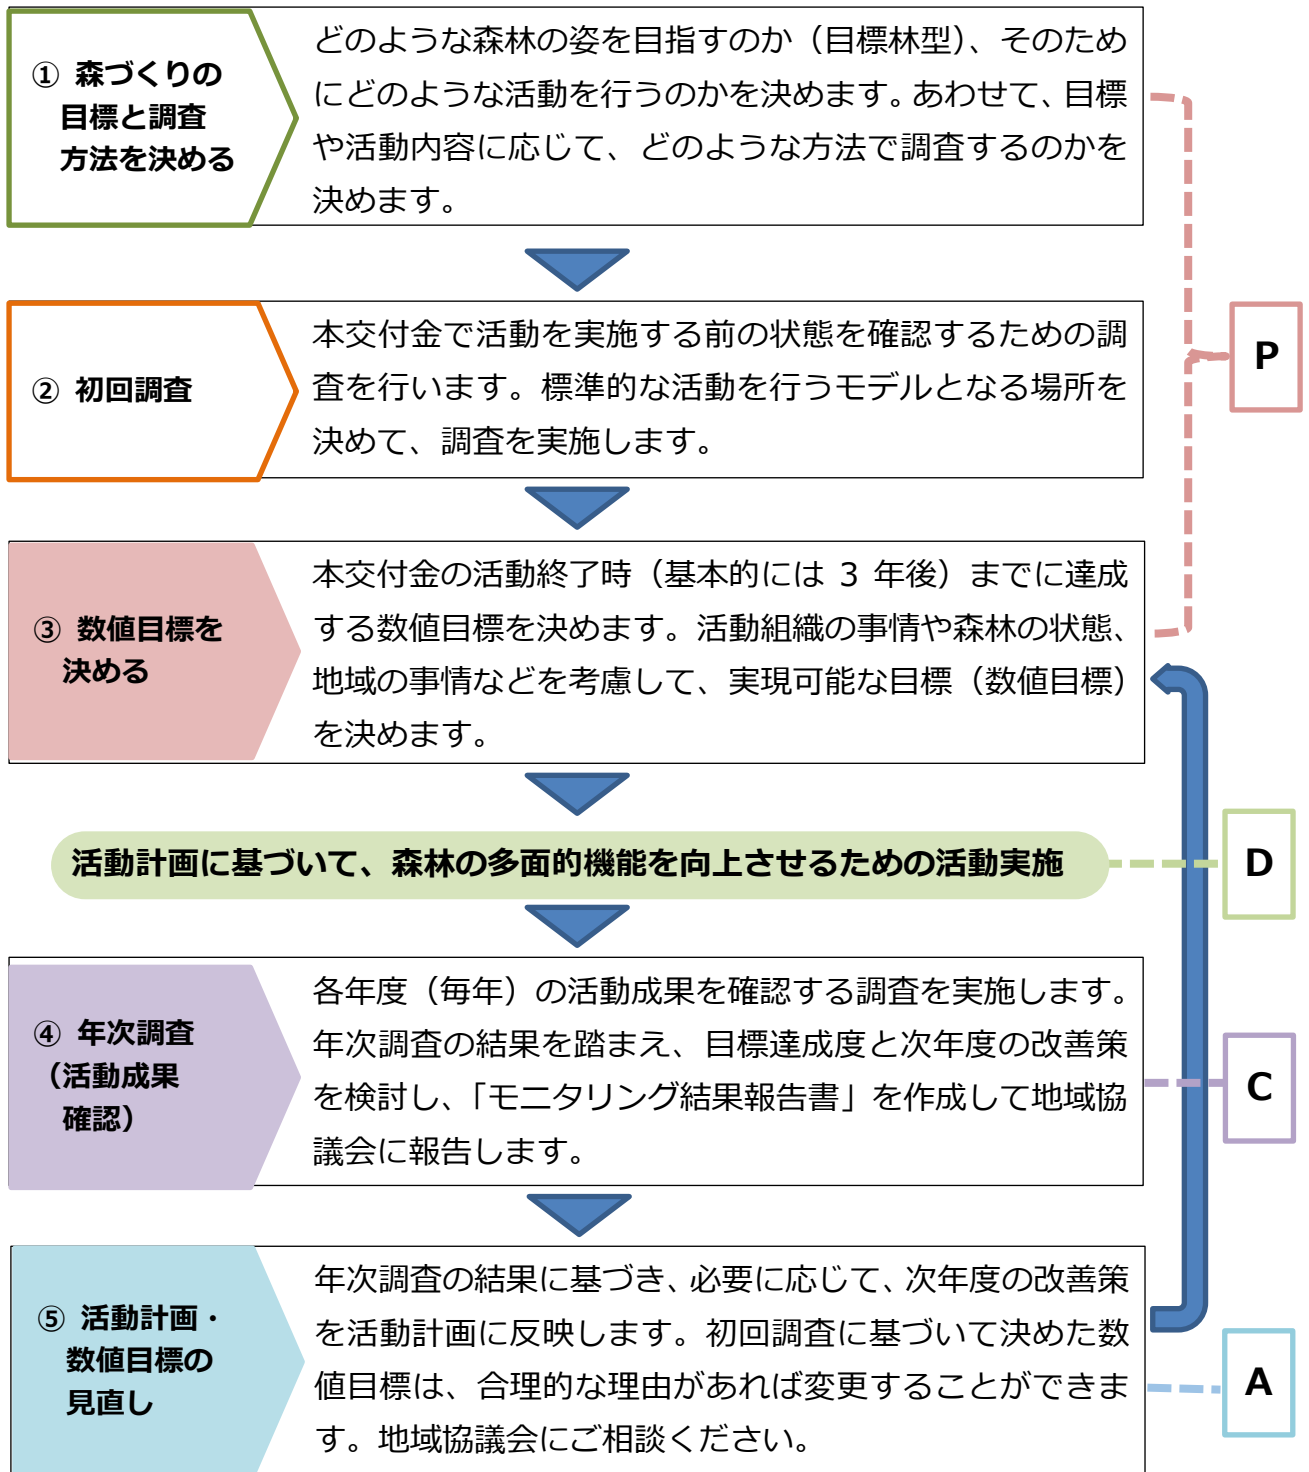 ① 森づくりの
目標と調査
方法を決める
どのような森林の姿を目指すのか（目標林型）、そのため
にどのような活動を行うのかを決めます。あわせて、目標
や活動内容に応じて、どのような方法で調査するのかを
決めます。
② 初回調査
本交付金で活動を実施する前の状態を確認するための調
査を行います。標準的な活動を行うモデルとなる場所を
決めて、調査を実施します。
P
③ 数値目標を
決める
本交付金の活動終了時（基本的には 3 年後）までに達成
する数値目標を決めます。活動組織の事情や森林の状態、
地域の事情などを考慮して、実現可能な目標（数値目標）
を決めます。
活動計画に基づいて、森林の多面的機能を向上させるための活動実施
D
④ 年次調査
（活動成果
確認）
各年度（毎年）の活動成果を確認する調査を実施します。
年次調査の結果を踏まえ、目標達成度と次年度の改善策
を検討し、「モニタリング結果報告書」を作成して地域協
議会に報告します。
C
⑤ 活動計画・
数値目標の
見直し
年次調査の結果に基づき、必要に応じて、次年度の改善策
を活動計画に反映します。初回調査に基づいて決めた数
値目標は、合理的な理由があれば変更することができま
す。地域協議会にご相談ください。
A